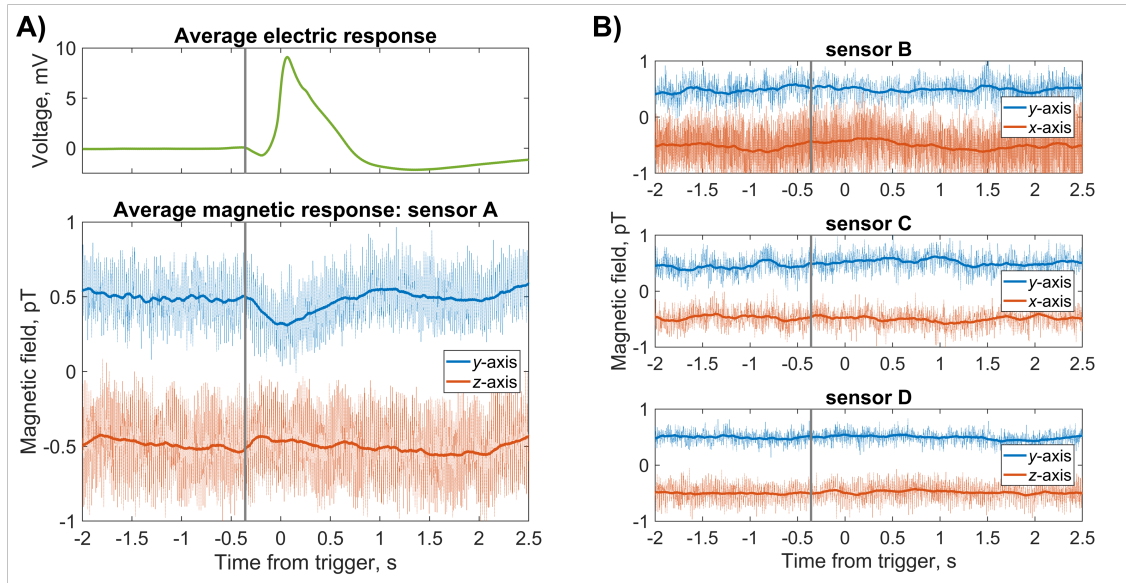 A)
Average electric response
Voltage, mV
10
5
0
Average magnetic response: sensor A
Magnetic field, pT
1
0.5
0
-0.5
-1
y-axis
z-axis
-2 -1.5 -1 -0.5 0 0.5 1 1.5 2 2.5
Time from trigger, s
B)
sensor B
1
0
-1
y-axis
x-axis
-2 -1.5 -1 -0.5 0 0.5 1 1.5 2 2.5
sensor C
Magnetic field, pT
1
0
-1
y-axis
x-axis
-2 -1.5 -1 -0.5 0 0.5 1 1.5 2 2.5
sensor D
1
0
-1
y-axis
z-axis
-2 -1.5 -1 -0.5 0 0.5 1 1.5 2 2.5
Time from trigger, s